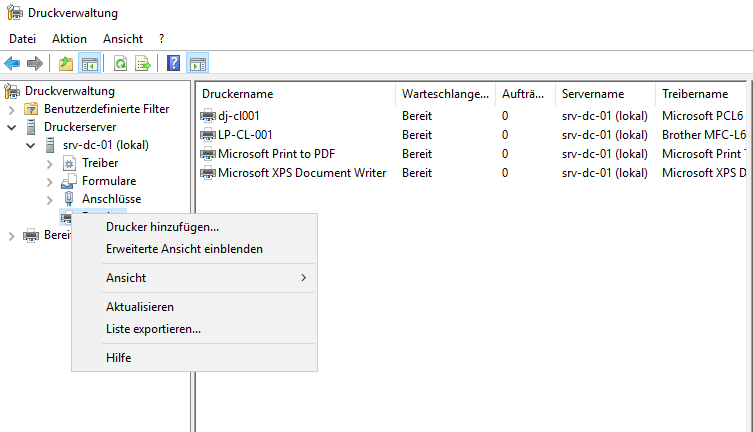 Druckverwaltung
Datei Aktion Ansicht ?
Druckverwaltung
Benutzerdefinierte Filter
Druckerserver
srv-dc-01 (lokal)
Treiber
Formulare
Anschlüsse
Druckername Warteschlange... Aufträ... Servername Treibername
dj-cl001 Bereit 0 srv-dc-01 (lokal) Microsoft PCL6
LP-CL-001 Bereit 0 srv-dc-01 (lokal) Brother MFC-L6
Microsoft Print to PDF Bereit 0 srv-dc-01 (lokal) Microsoft Print
Microsoft XPS Document Writer Bereit 0 srv-dc-01 (lokal) Microsoft XPS D
Drucker hinzufügen...
Erweiterte Ansicht einblenden
Ansicht
Aktualisieren
Liste exportieren...
Hilfe